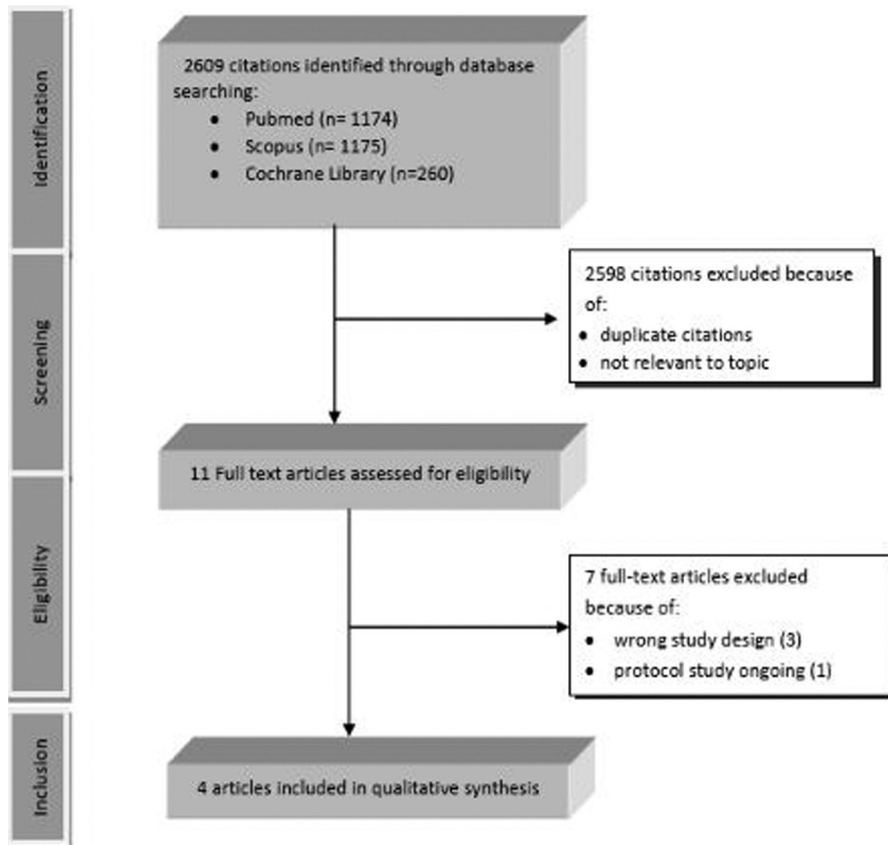 Identification
2609 citations identified through database
searching:
• Pubmed (n= 1174)
• Scopus (n= 1175)
• Cochrane Library (n=260)
Screening
2598 citations excluded because
of:
• duplicate citations
• not relevant to topic
11 Full text articles assessed for eligibility
Eligibility
7 full-text articles excluded
because of:
• wrong study design (3)
• protocol study ongoing (1)
Inclusion
4 articles included in qualitative synthesis